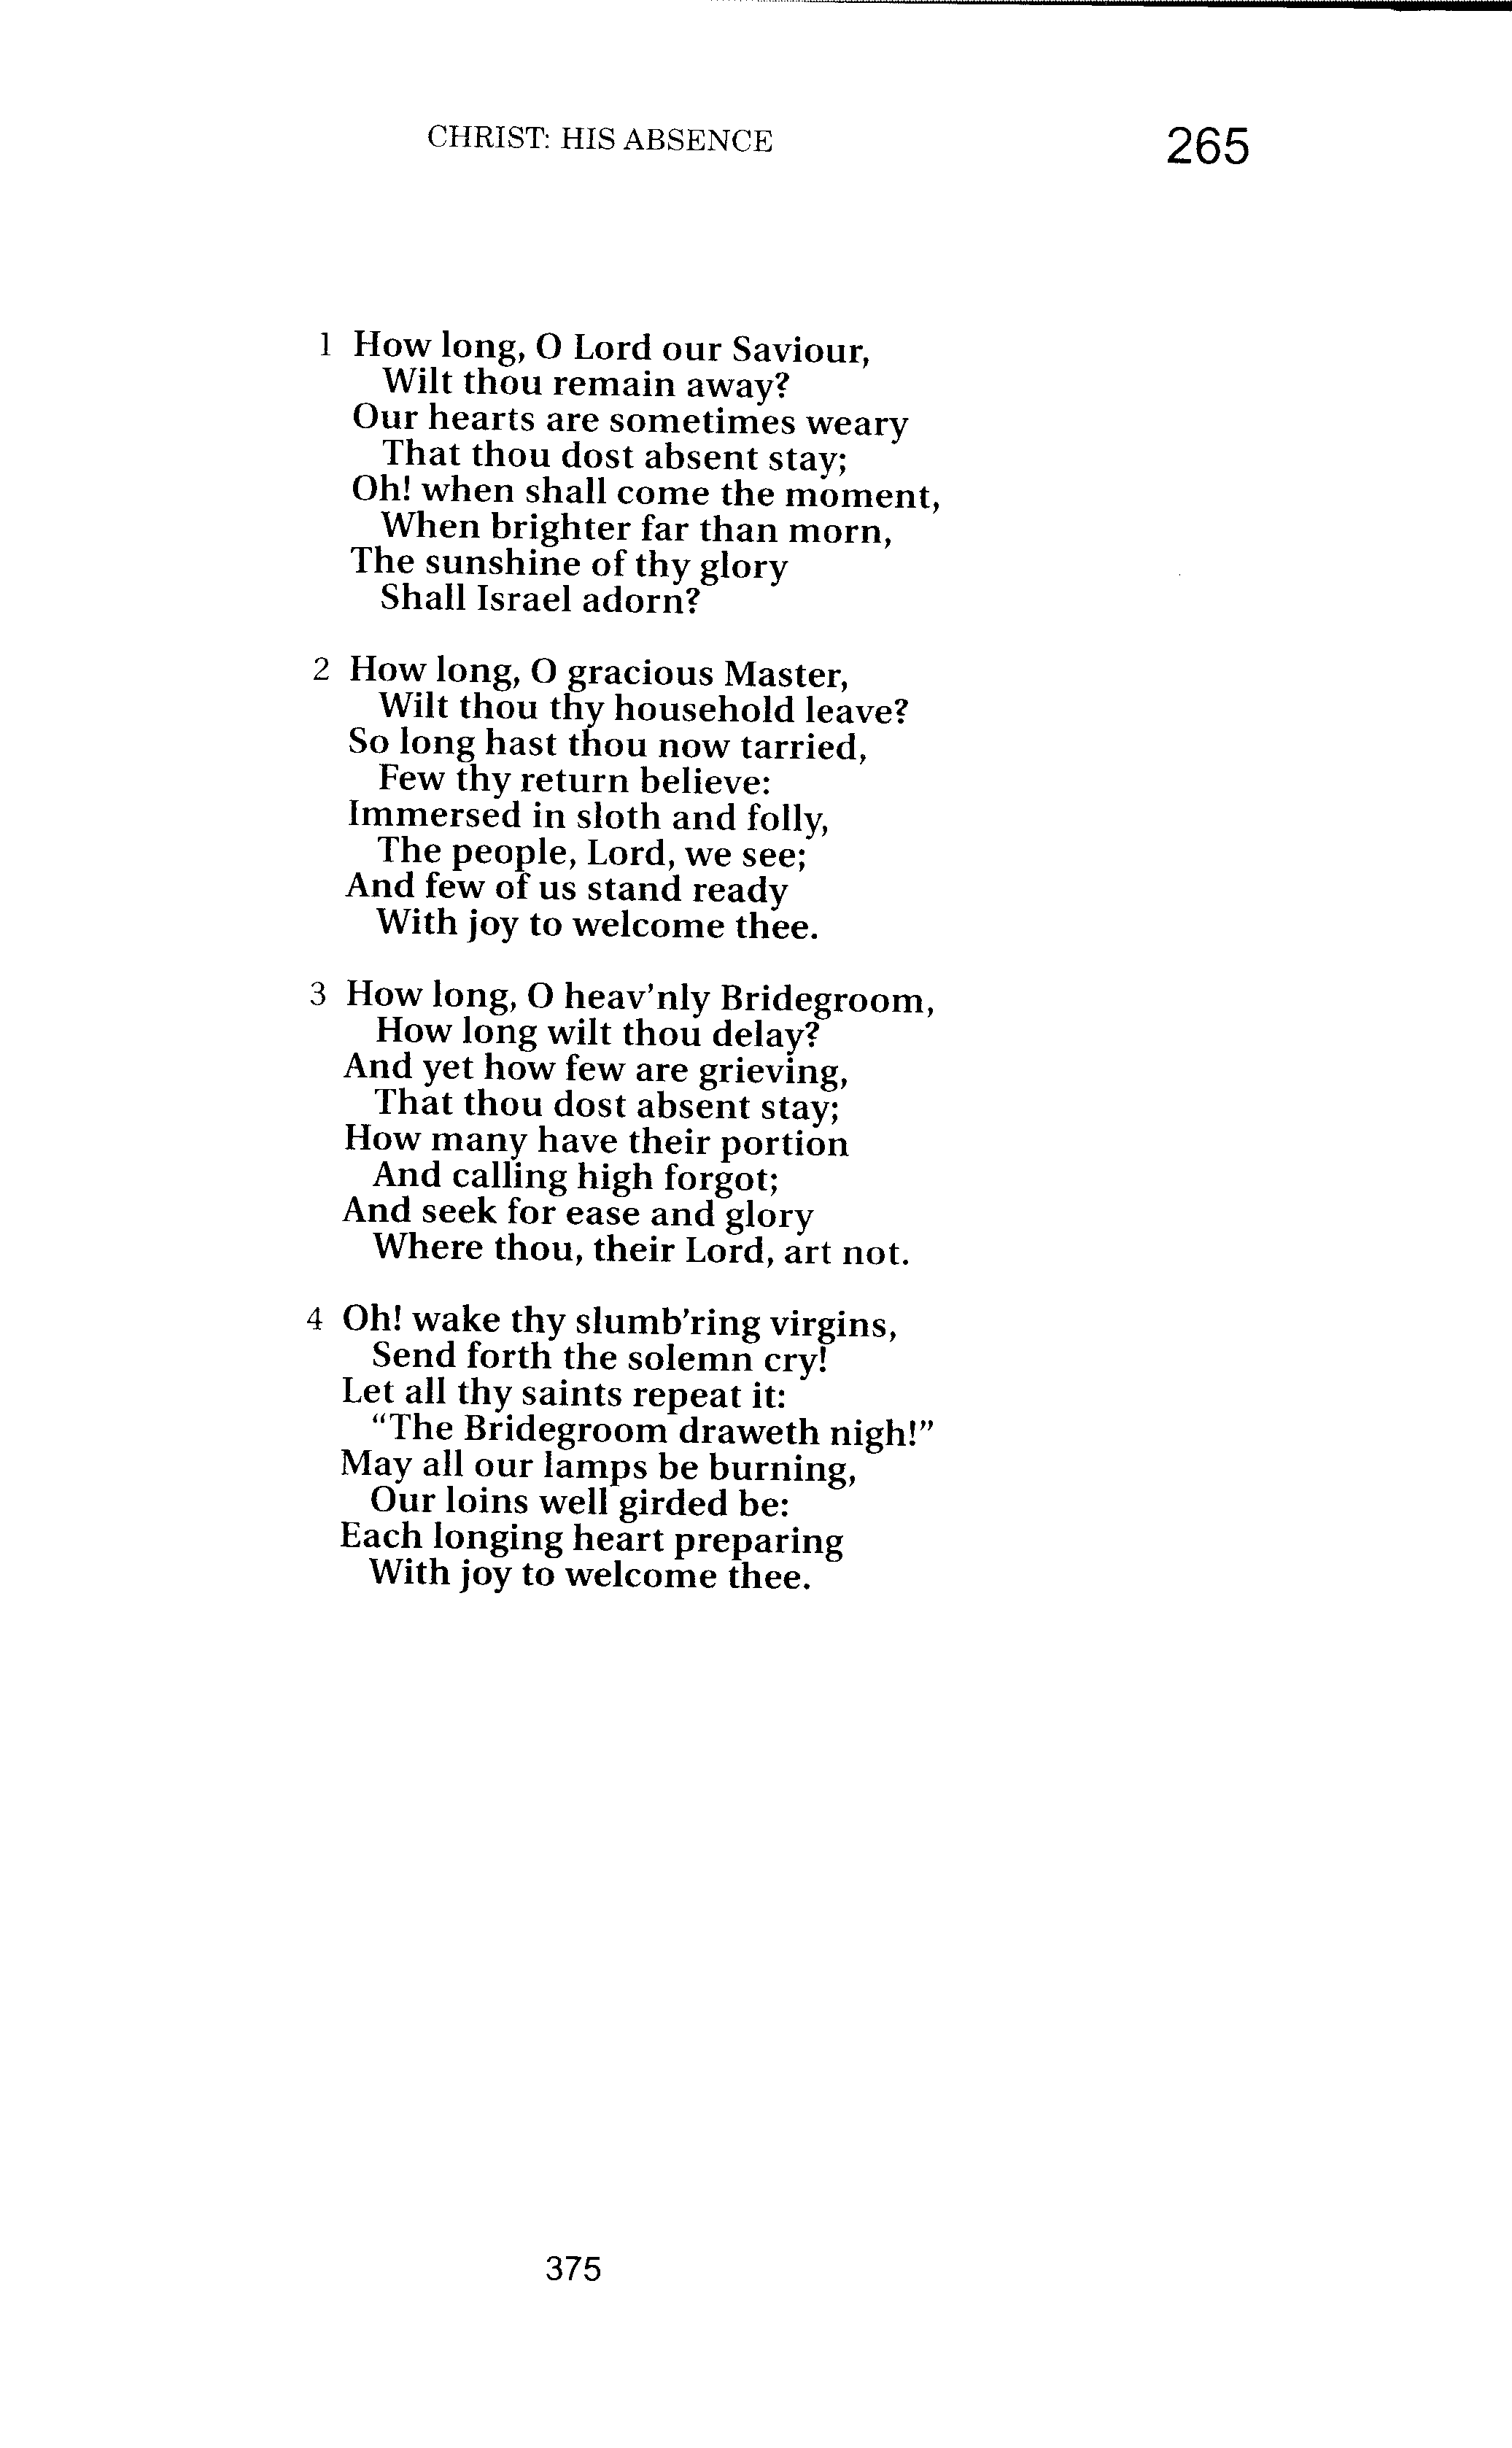 CHRIST: HIS ABSENCE 265
1 How long, O Lord our Saviour,
Wilt thou remain away?
Our hearts are sometimes weary
That thou dost absent stay;
Oh! when shall come the moment,
When brighter far than morn,
The sunshine of thy glory
Shall Israel adorn?
2 How long, O gracious Master,
Wilt thou thy household leave?
So long hast thou now tarried,
Few thy return believe:
Immersed in sloth and folly,
The people, Lord, we see;
And few of us stand ready
With joy to welcome thee.
3 How long, O heav’nly Bridegroom,
How long wilt thou delay?
And yet how few are grieving,
That thou dost absent stay;
How many have their portion
And calling high forgot;
And seek for ease and glory
Where thou, their Lord, art not.
4 Oh! wake thy slumb’ring virgins,
Send forth the solemn cry!
Let all thy saints repeat it:
“The Bridegroom draweth nigh!”
May all our lamps be burning,
Our loins well girded be:
Each longing heart preparing
With joy to welcome thee.
375